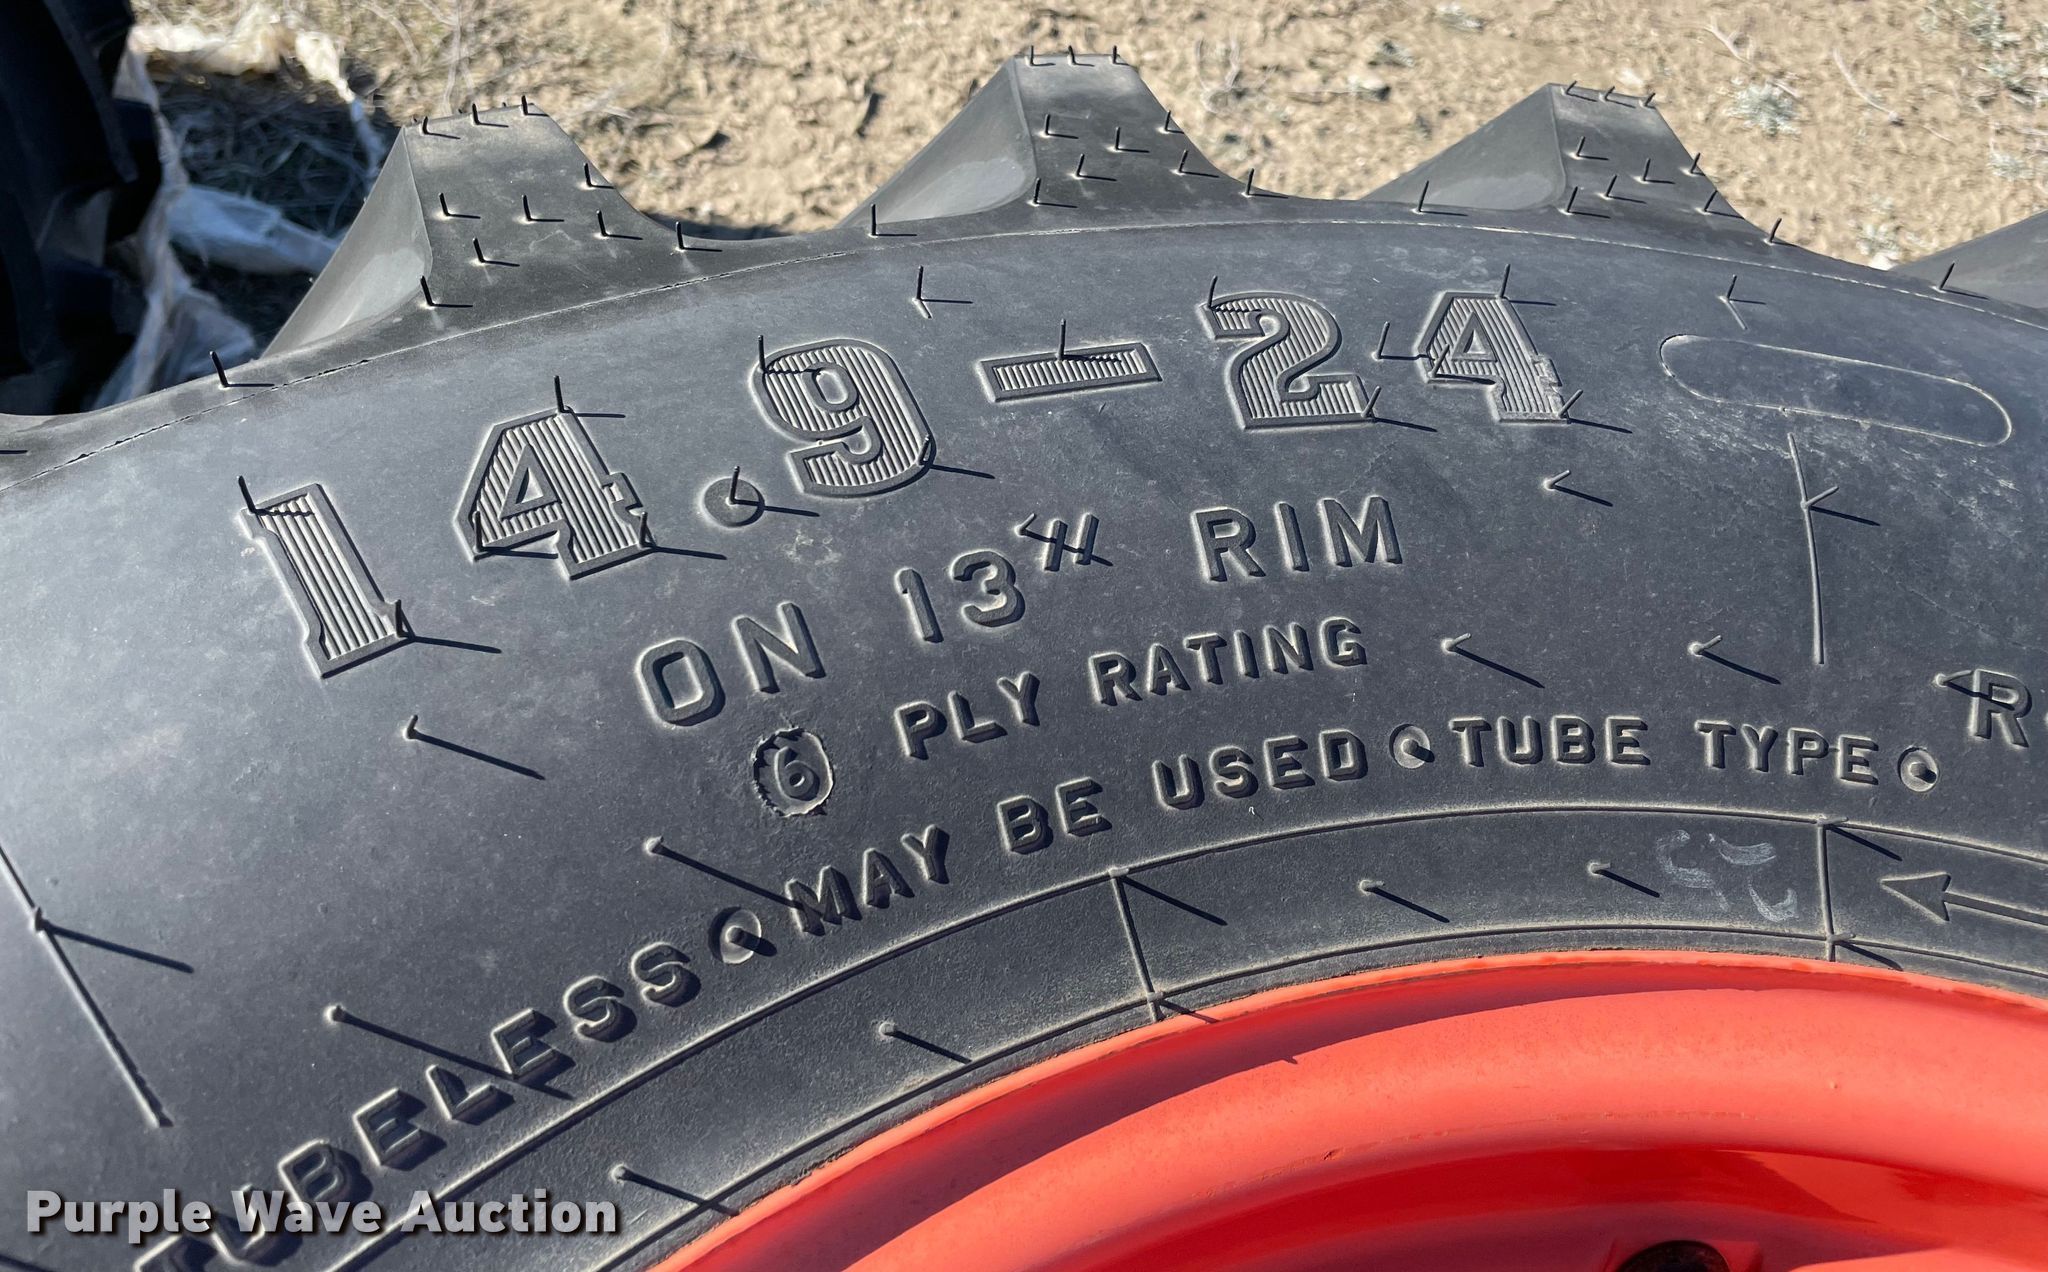 14.9-24
ON 13" RIM
6 PLY RATING
TUBELESS • MAY BE USED • TUBE TYPE •
Purple Wave Auction